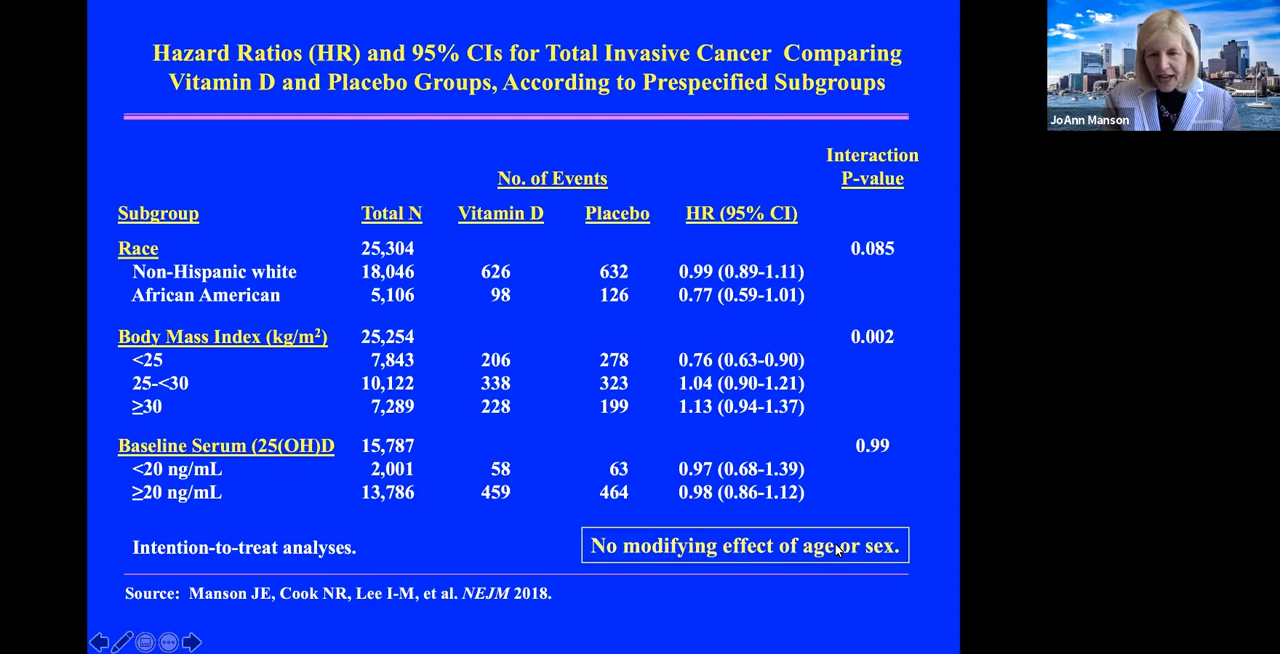 Hazard Ratios (HR) and 95% CIs for Total Invasive Cancer Comparing
Vitamin D and Placebo Groups, According to Prespecified Subgroups
JoAnn Manson
Interaction
No. of Events P-value
Subgroup Total N Vitamin D Placebo HR (95% CI)
Race 25,304 0.085
Non-Hispanic white 18,046 626 632 0.99 (0.89-1.11)
African American 5,106 98 126 0.77 (0.59-1.01)
Body Mass Index (kg/m²) 25,254 0.002
<25 7,843 206 278 0.76 (0.63-0.90)
25-<30 10,122 338 323 1.04 (0.90-1.21)
≥30 7,289 228 199 1.13 (0.94-1.37)
Baseline Serum (25(OH)D 15,787 0.99
<20 ng/mL 2,001 58 63 0.97 (0.68-1.39)
≥20 ng/mL 13,786 459 464 0.98 (0.86-1.12)
Intention-to-treat analyses. No modifying effect of age or sex.
Source: Manson JE, Cook NR, Lee I-M, et al. NEJM 2018.